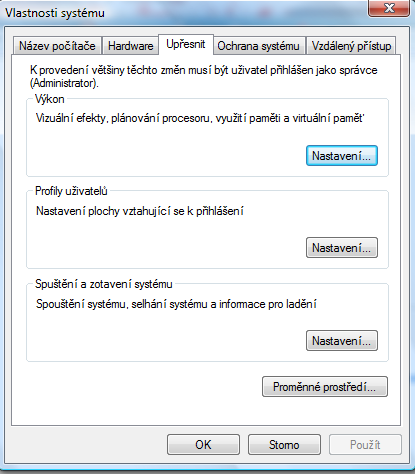 Vlastnosti systému
Název počítače
Hardware
Upřesnit
Ochrana systému
Vzdálený přístup
K provedení většiny těchto změn musí být uživatel přihlášen jako správce
(Administrator).
Výkon
Vizuální efekty, plánování procesoru, využití paměti a virtuální paměť
Nastavení...
Profily uživatelů
Nastavení plochy vztahující se k přihlášení
Nastavení...
Spuštění a zotavení systému
Spouštění systému, selhání systému a informace pro ladění
Nastavení...
Proměnné prostředí...
OK
Storno
Použít